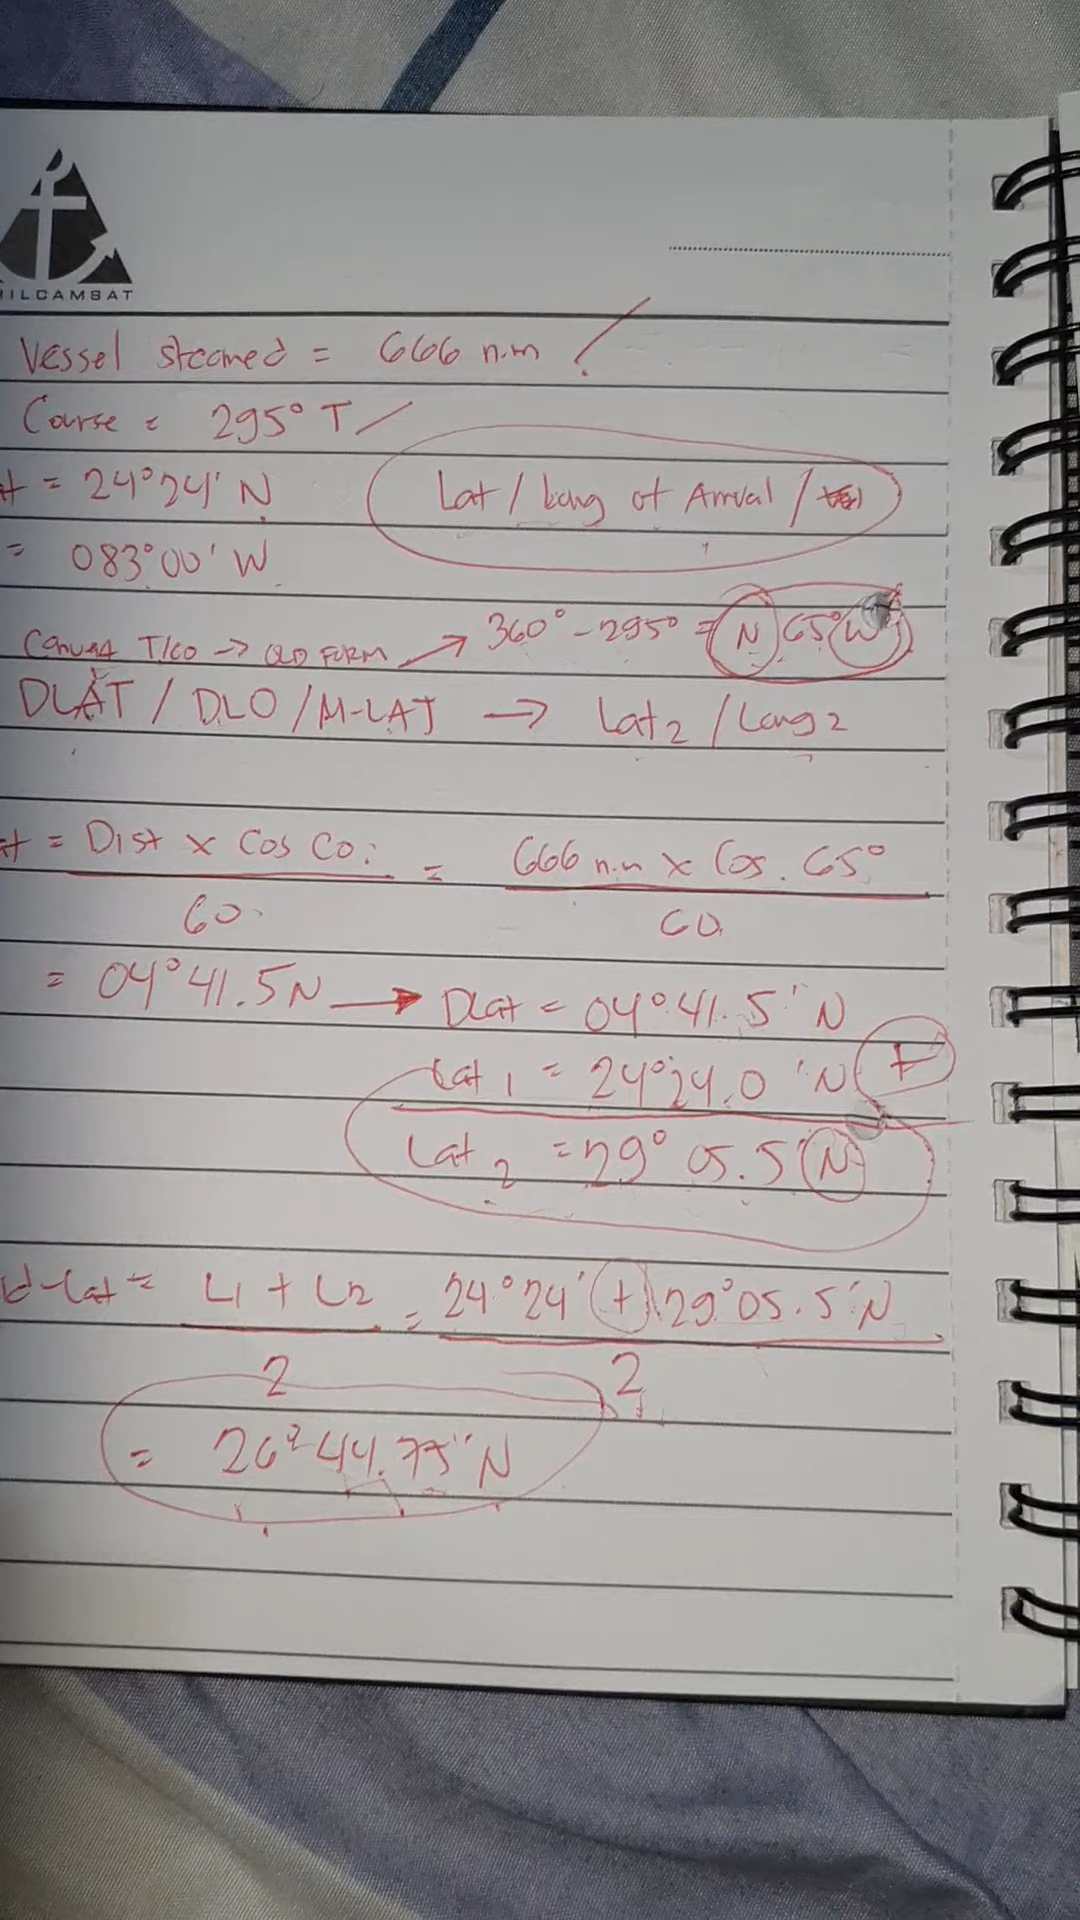 HILCAMSAT
Vessel steamed = 666 n.m
Course = 295° T
t = 24°24' N
Lat / Long of Arrival /
= 083°00' W
Convert T/CO → OLD FORM → 360° - 295° = N 65° W
DLAT / DLO / M-LAT → Lat2 / Long2
t = Dist x Cos CO. = 666 n.m x Cos. 65°
60 60
= 04°41.5N → DLat = 04°41.5' N
Lat1 = 24°24.0 'N +
Lat2 = 29° 05.5' N
id-Lat = L1 + L2 = 24°24' + 29°05.5' N
2 2
= 26°44.75' N